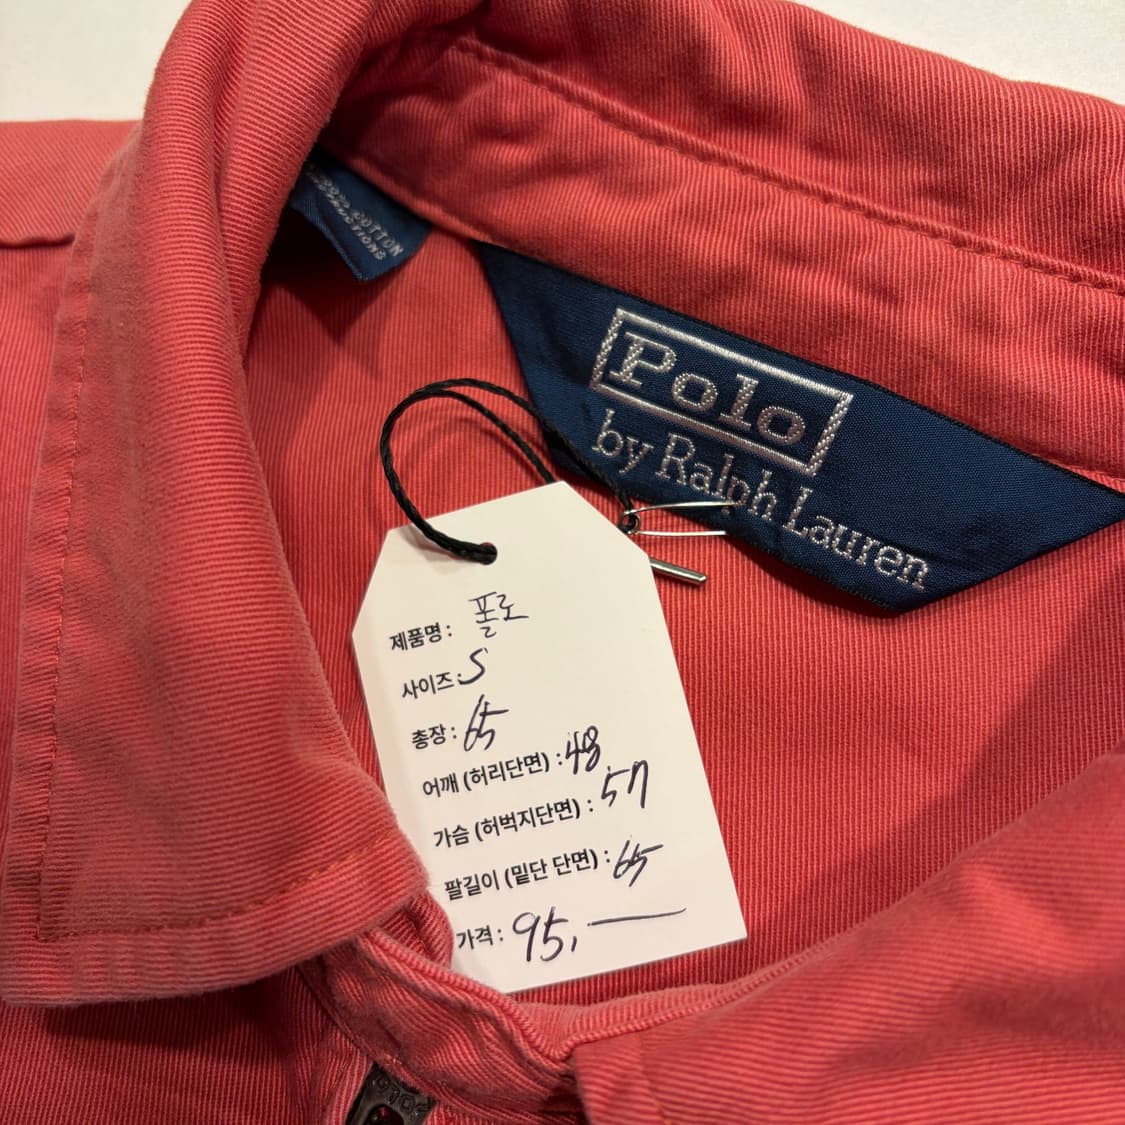 COTTON
Polo
by Ralph Lauren
제품명: 폴로
사이즈: S
총장: 65
어깨 (허리단면) : 48
가슴 (허벅지단면) : 57
팔길이 (밑단 단면) : 65
가격: 95,—